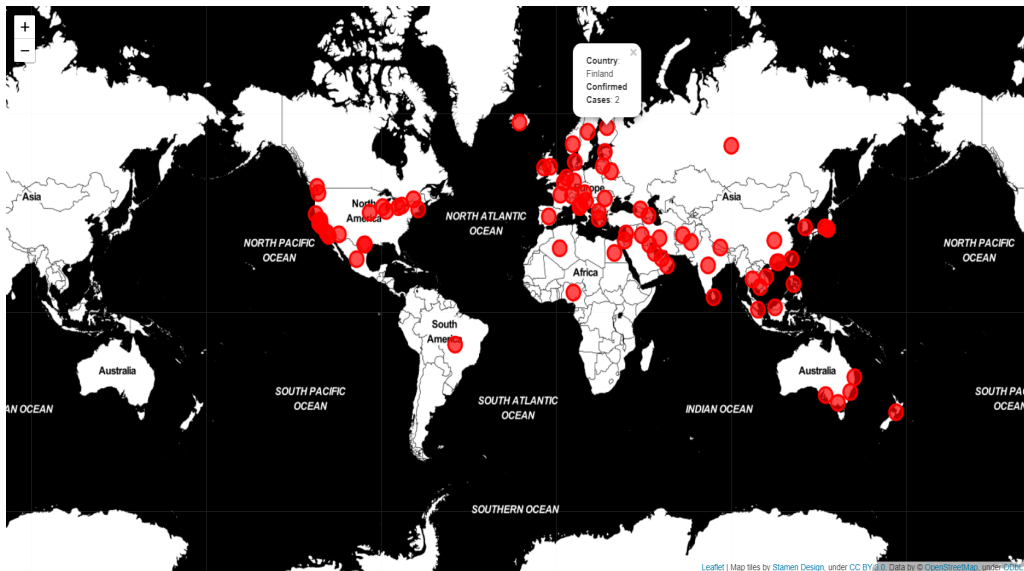 +
−
×
Country:
Finland
Confirmed
Cases: 2
Asia
North
America
NORTH ATLANTIC
OCEAN
Europe
Asia
NORTH PACIFIC
OCEAN
NORTH PACIFIC
OCEAN
Africa
South
America
Australia
Australia
SOUTH PACIFIC
OCEAN
SOUTH ATLANTIC
OCEAN
AN OCEAN
INDIAN OCEAN
SOUTH PAC
OCEAN
SOUTHERN OCEAN
Leaflet | Map tiles by Stamen Design, under CC BY 3.0. Data by © OpenStreetMap, under ODbL